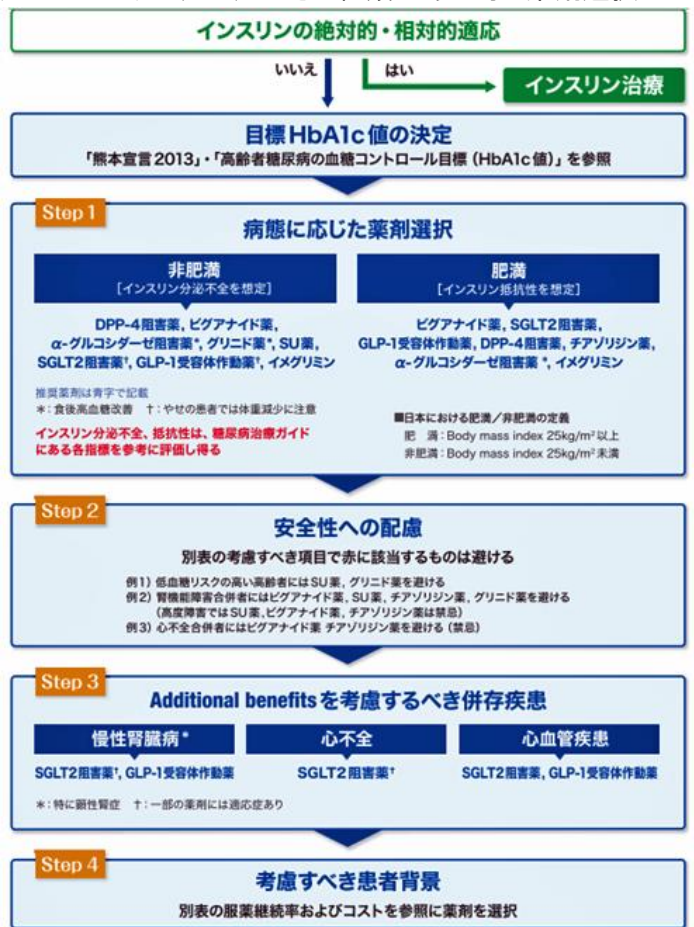 インスリンの絶対的・相対的適応
いいえ
はい
インスリン治療
目標HbA1c値の決定
「熊本宣言2013」・「高齢者糖尿病の血糖コントロール目標(HbA1c値)」を参照
Step 1
病態に応じた薬剤選択
非肥満
[インスリン分泌不全を想定]
DPP-4阻害薬,ビグアナイド薬,
α-グルコシダーゼ阻害薬*,グリニド薬*,SU薬,
SGLT2阻害薬†,GLP-1受容体作動薬†,イメグリミン
推奨薬剤は青字で記載
*:食後高血糖改善 †:やせの患者では体重減少に注意
インスリン分泌不全、抵抗性は、糖尿病治療ガイド
にある各指標を参考に評価し得る
肥満
[インスリン抵抗性を想定]
ビグアナイド薬,SGLT2阻害薬,
GLP-1受容体作動薬,DPP-4阻害薬,チアゾリジン薬,
α-グルコシダーゼ阻害薬 *,イメグリミン
■日本における肥満/非肥満の定義
肥 満:Body mass index 25kg/m²以上
非肥満:Body mass index 25kg/m²未満
Step 2
安全性への配慮
別表の考慮すべき項目で赤に該当するものは避ける
例1) 低血糖リスクの高い高齢者にはSU薬,グリニド薬を避ける
例2) 腎機能障害合併者にはビグアナイド薬,SU薬,チアゾリジン薬,グリニド薬を避ける
(高度障害ではSU薬,ビグアナイド薬,チアゾリジン薬は禁忌)
例3) 心不全合併者にはビグアナイド薬 チアゾリジン薬を避ける(禁忌)
Step 3
Additional benefitsを考慮するべき併存疾患
慢性腎臓病*
心不全
心血管疾患
SGLT2阻害薬†,GLP-1受容体作動薬
SGLT2阻害薬†
SGLT2阻害薬,GLP-1受容体作動薬
*:特に顕性腎症 †:一部の薬剤には適応症あり
Step 4
考慮すべき患者背景
別表の服薬継続率およびコストを参照に薬剤を選択